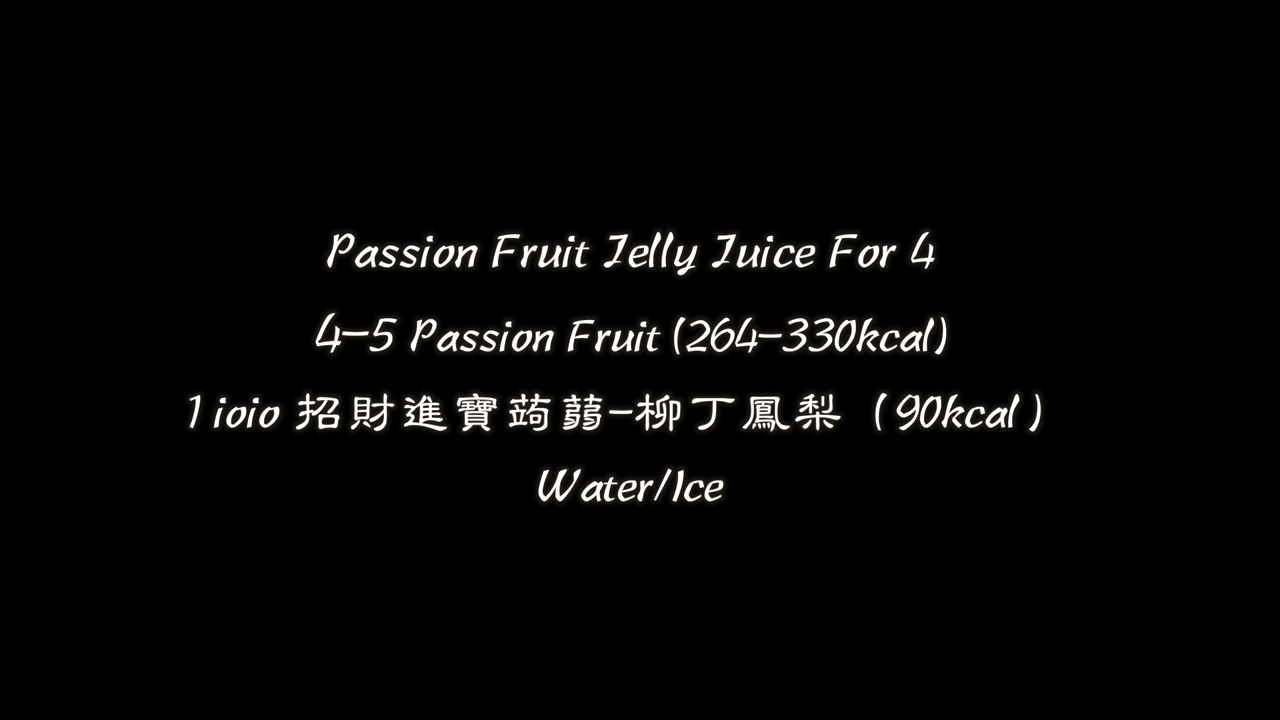 Passion Fruit Jelly Juice For 4
4-5 Passion Fruit (264-330kcal)
1 ioio 招財進寶蒟蒻-柳丁鳳梨 (90kcal)
Water/Ice